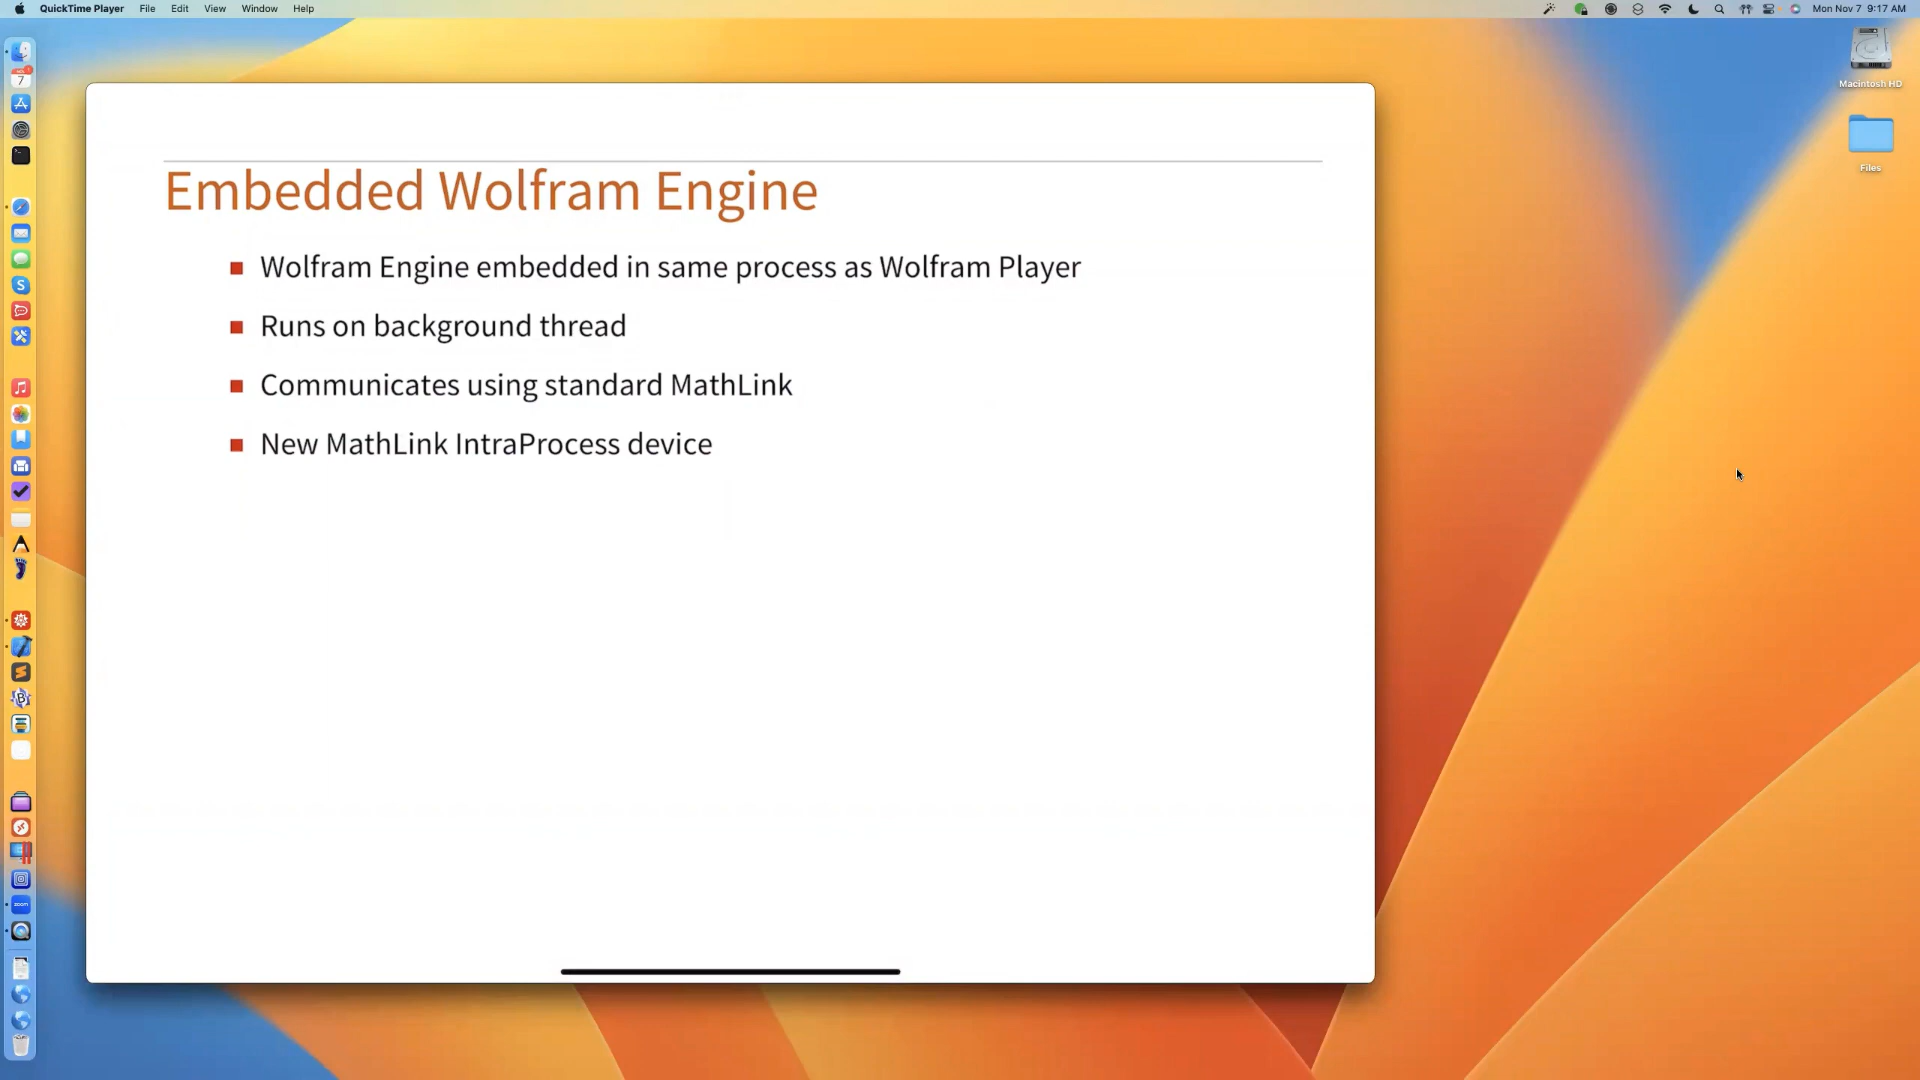 QuickTime Player File Edit View Window Help Mon Nov 7 9:17 AM
Macintosh HD
Files
7
Embedded Wolfram Engine
Wolfram Engine embedded in same process as Wolfram Player
Runs on background thread
Communicates using standard MathLink
New MathLink IntraProcess device
zoom